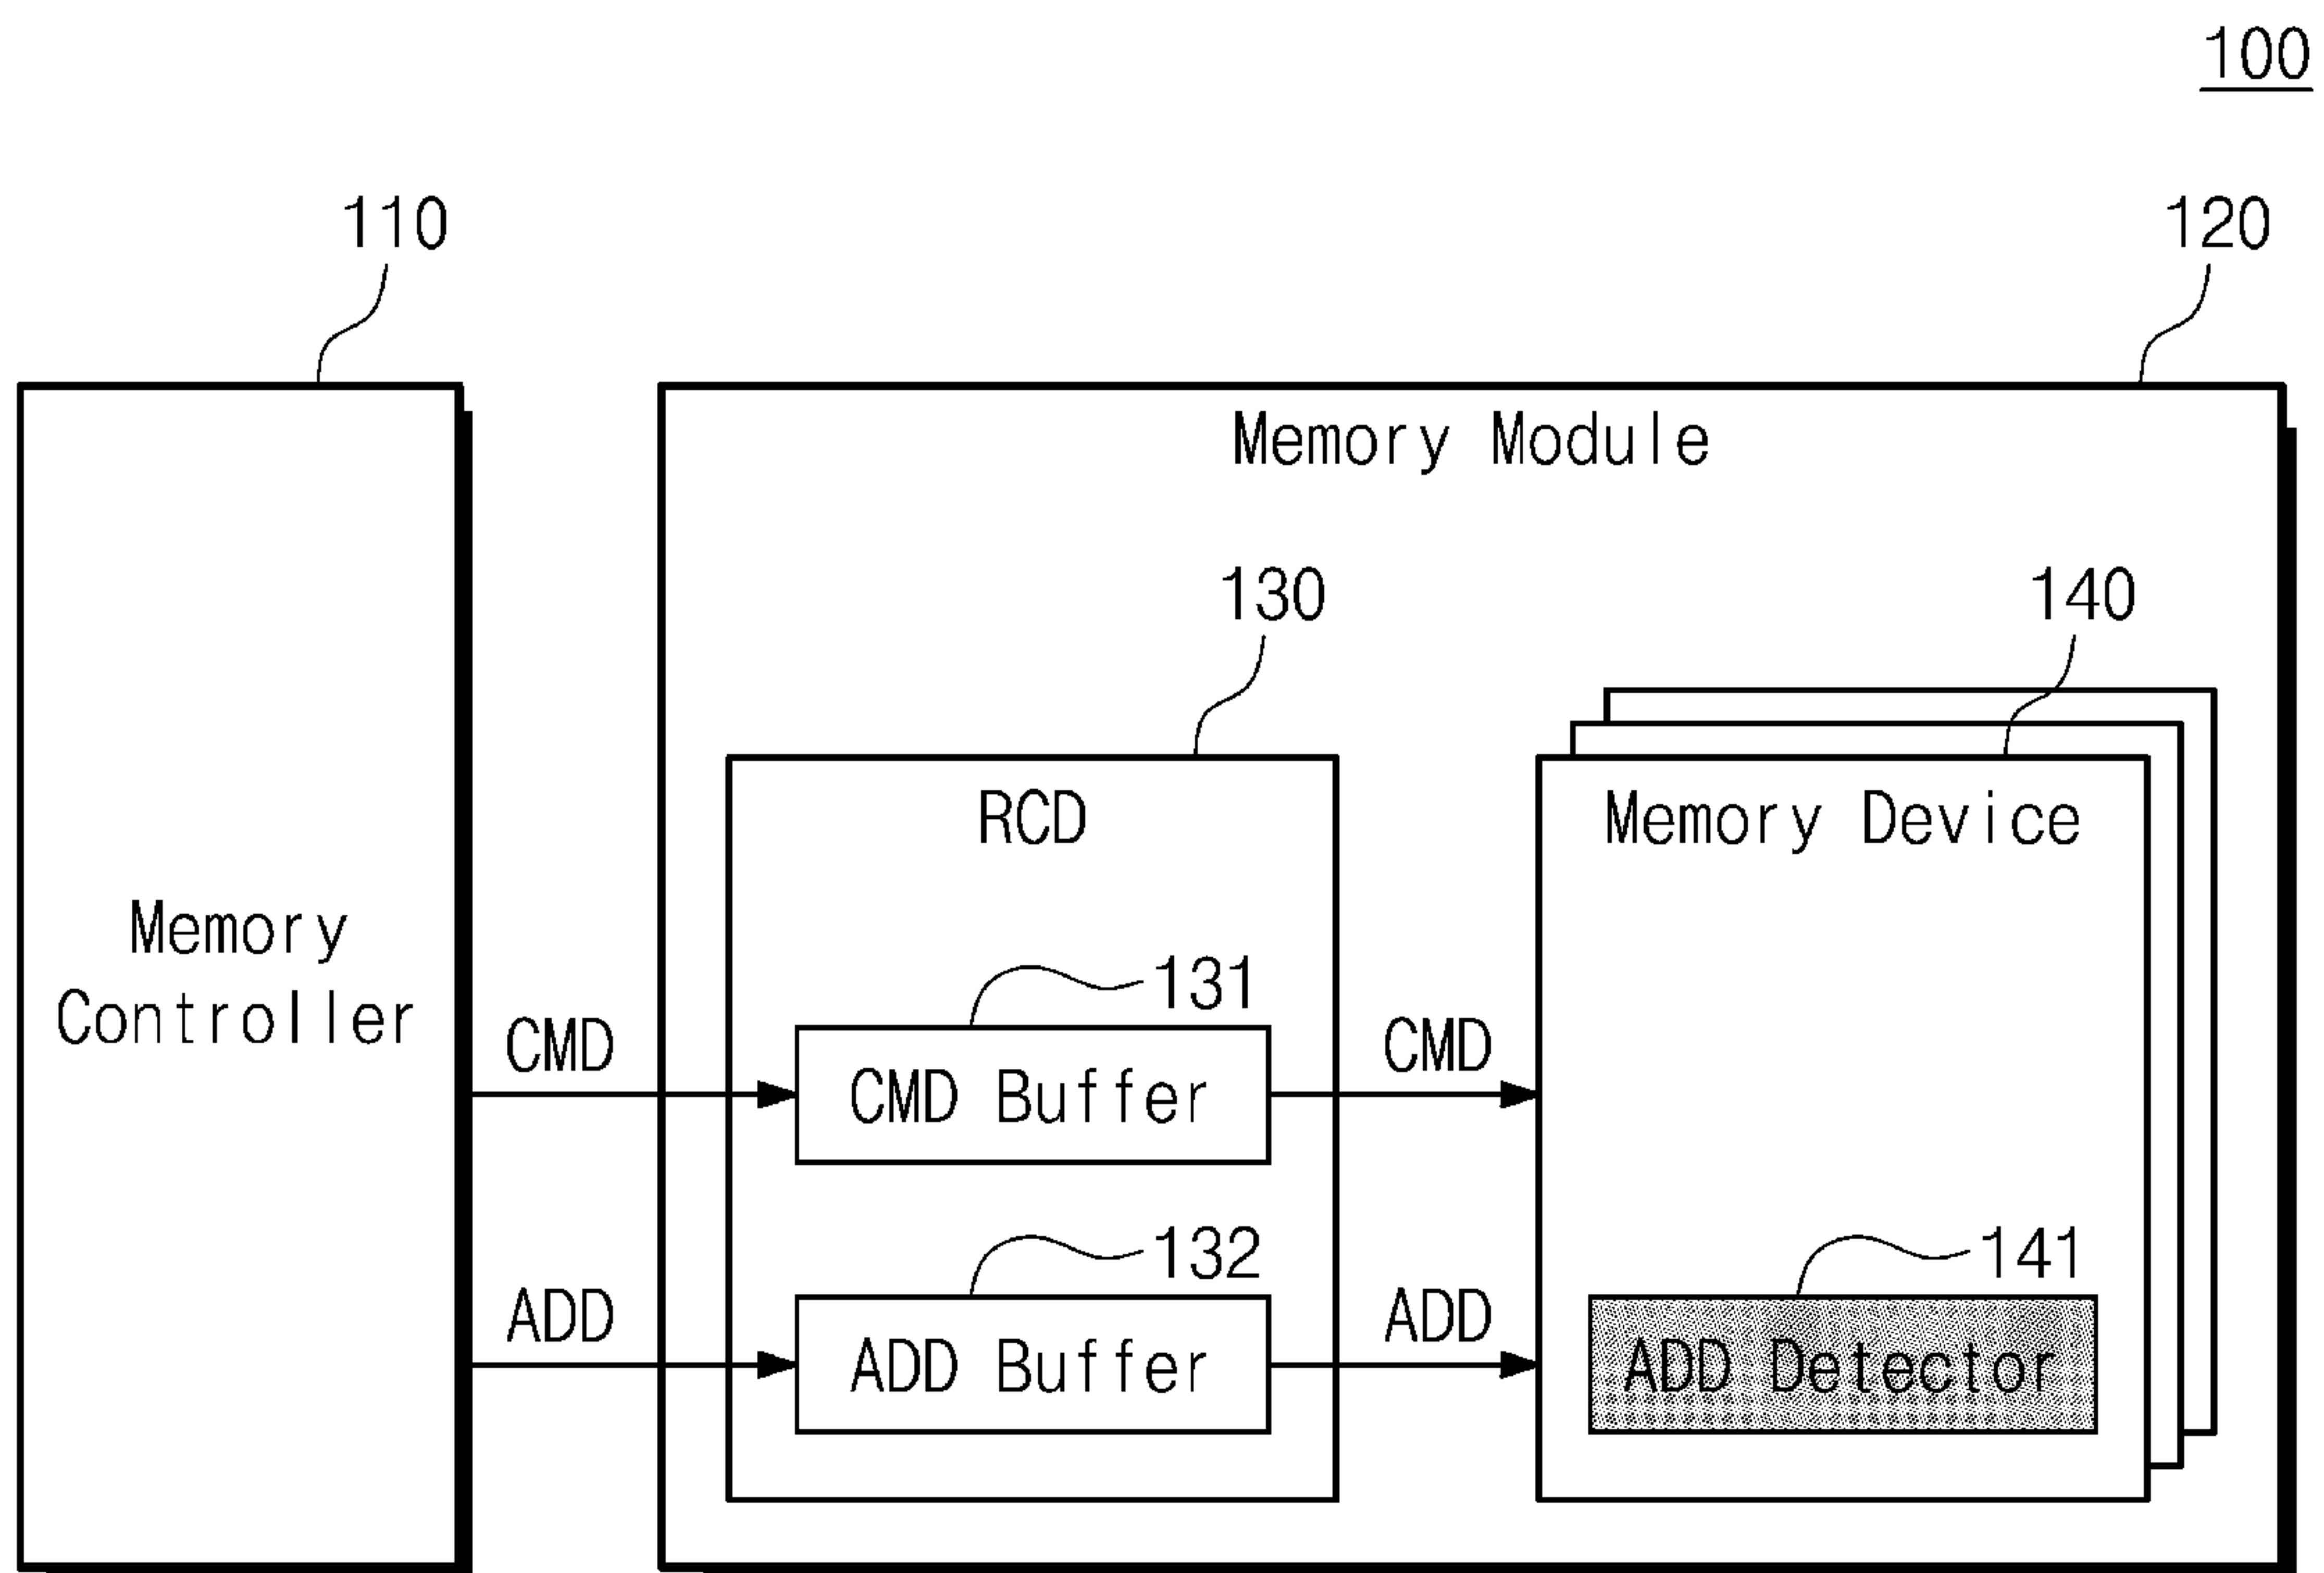 100
110
120
Memory Module
130
140
RCD
Memory Device
Memory
Controller
131
CMD
CMD Buffer
CMD
132
141
ADD
ADD Buffer
ADD
ADD Detector